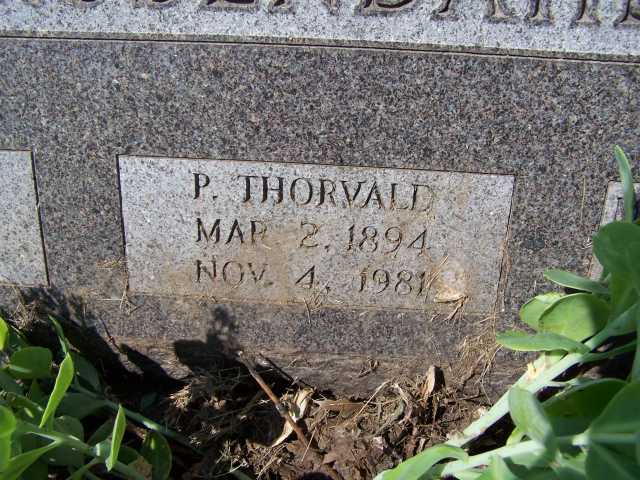 P. THORVALD
MAR 2, 1894
NOV. 4, 1981